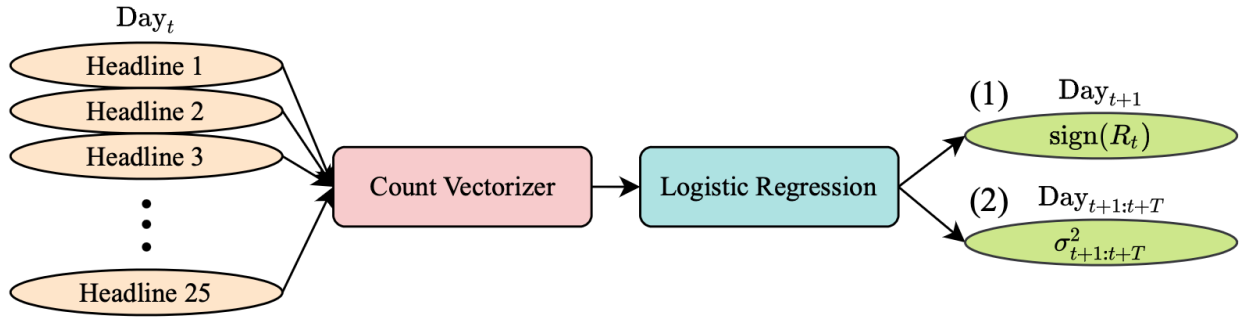 Day_t
Headline 1
Headline 2
Headline 3
Headline 25
Count Vectorizer
Logistic Regression
(1) Day_{t+1}
sign(R_t)
(2) Day_{t+1:t+T}
σ²_{t+1:t+T}